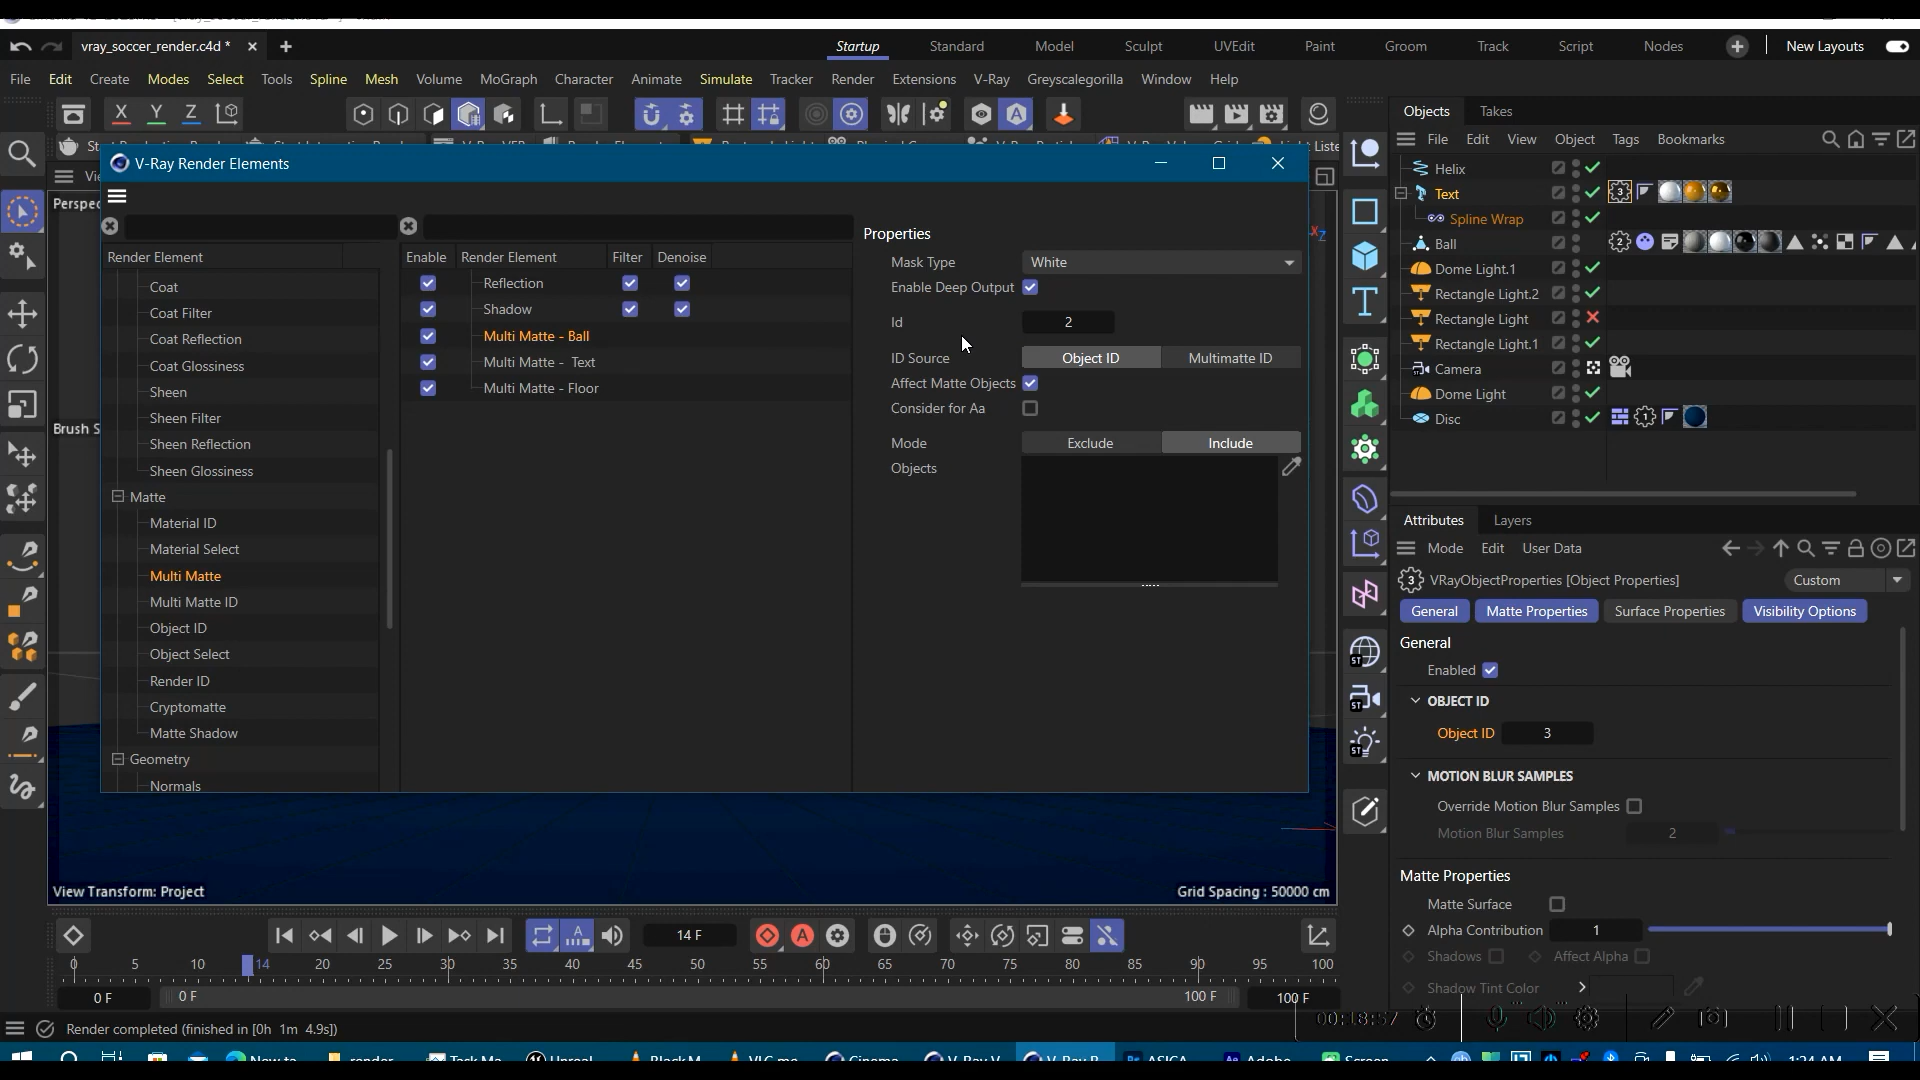 vray_soccer_render.c4d *
Startup Standard Model Sculpt UVEdit Paint Groom Track Script Nodes New Layouts
File Edit Create Modes Select Tools Spline Mesh Volume MoGraph Character Animate Simulate Tracker Render Extensions V-Ray Greyscalegorilla Window Help
X Y Z
Objects Takes
File Edit View Object Tags Bookmarks
V-Ray Render Elements
Helix
Text
3
Spline Wrap
Ball
2
Dome Light.1
Rectangle Light.2
Rectangle Light
Rectangle Light.1
Camera
Dome Light
Disc
1
Perspec
Brush S
Render Element
Coat
Coat Filter
Coat Reflection
Coat Glossiness
Sheen
Sheen Filter
Sheen Reflection
Sheen Glossiness
Matte
Material ID
Material Select
Multi Matte
Multi Matte ID
Object ID
Object Select
Render ID
Cryptomatte
Matte Shadow
Geometry
Normals
Enable Render Element Filter Denoise
Reflection
Shadow
Multi Matte - Ball
Multi Matte - Text
Multi Matte - Floor
Properties
Mask Type White
Enable Deep Output
Id 2
ID Source Object ID Multimatte ID
Affect Matte Objects
Consider for Aa
Mode Exclude Include
Objects
ST
ST
ST
Attributes Layers
Mode Edit User Data
3 VRayObjectProperties [Object Properties] Custom
General Matte Properties Surface Properties Visibility Options
General
Enabled
OBJECT ID
Object ID 3
MOTION BLUR SAMPLES
Override Motion Blur Samples
Motion Blur Samples 2
Matte Properties
Matte Surface
Alpha Contribution 1
Shadows Affect Alpha
Shadow Tint Color
View Transform: Project Grid Spacing : 50000 cm
14 F
0 5 10 14 20 25 30 35 40 45 50 55 60 65 70 75 80 85 90 95 100
0 F 0 F 100 F 100 F
00:18:57
Render completed (finished in [0h 1m 4.9s])